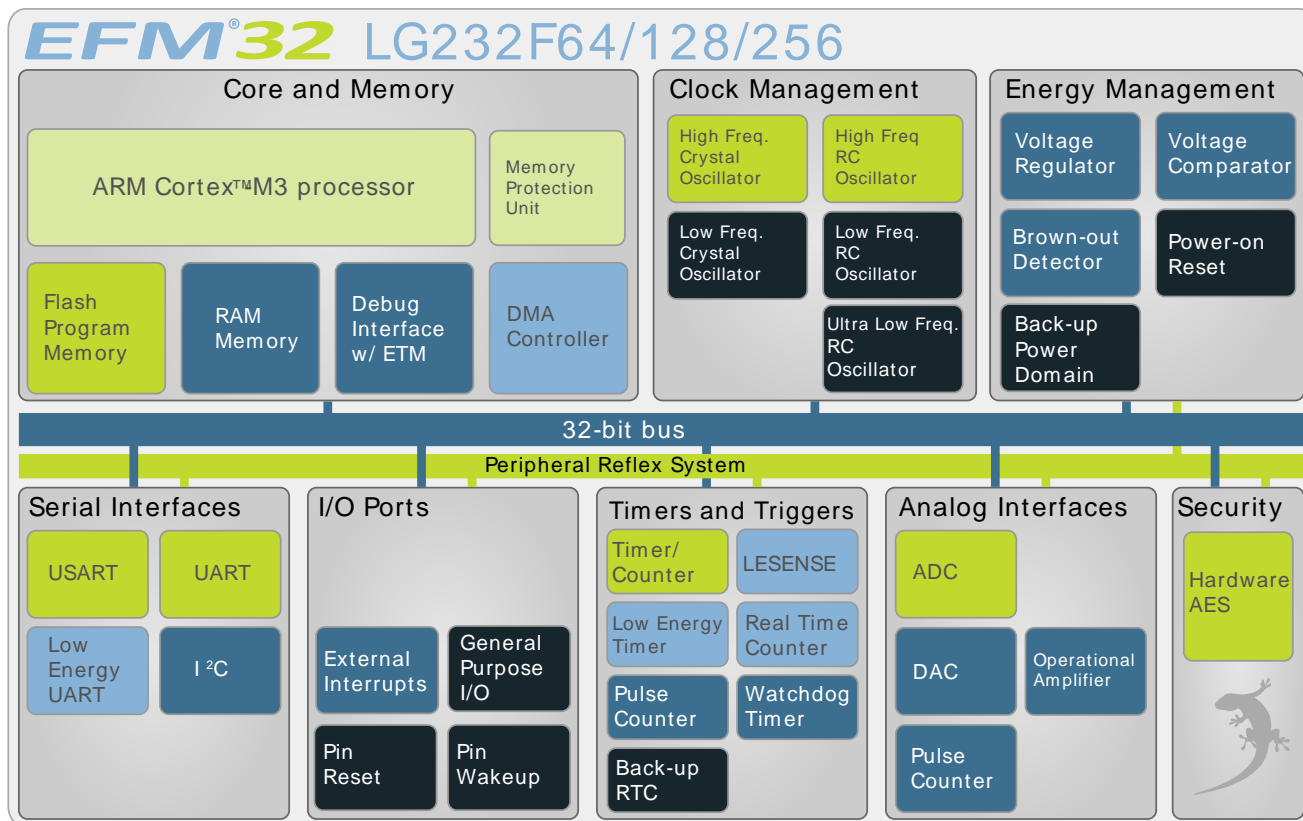 EFM®32 LG232F64/128/256
Core and Memory
ARM Cortex™M3 processor
Memory
Protection
Unit
Flash
Program
Memory
RAM
Memory
Debug
Interface
w/ ETM
DMA
Controller
Clock Management
High Freq.
Crystal
Oscillator
High Freq
RC
Oscillator
Low Freq.
Crystal
Oscillator
Low Freq.
RC
Oscillator
Ultra Low Freq.
RC
Oscillator
Energy Management
Voltage
Regulator
Voltage
Comparator
Brown-out
Detector
Power-on
Reset
Back-up
Power
Domain
32-bit bus
Peripheral Reflex System
Serial Interfaces
USART
UART
Low
Energy
UART
I²C
I/O Ports
External
Interrupts
General
Purpose
I/O
Pin
Reset
Pin
Wakeup
Timers and Triggers
Timer/
Counter
LESENSE
Low Energy
Timer
Real Time
Counter
Pulse
Counter
Watchdog
Timer
Back-up
RTC
Analog Interfaces
ADC
DAC
Operational
Amplifier
Pulse
Counter
Security
Hardware
AES